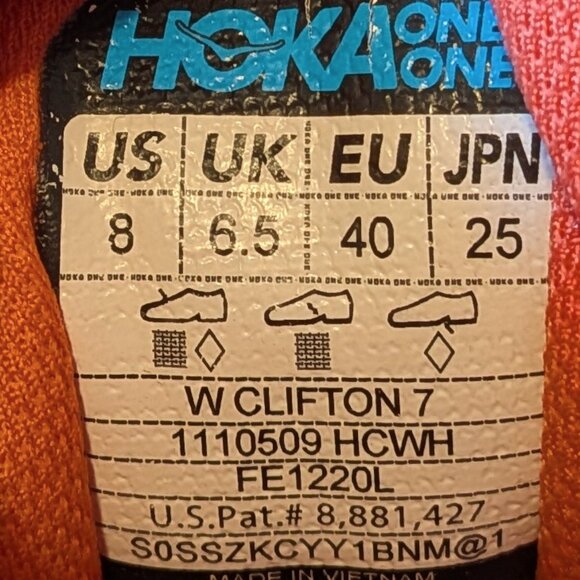 HOKA ONE ONE
US UK EU JPN
8 6.5 40 25
W CLIFTON 7
1110509 HCWH
FE1220L
U.S.Pat.# 8,881,427
S0SSZKCYY1BNM@1
MADE IN VIETNAM